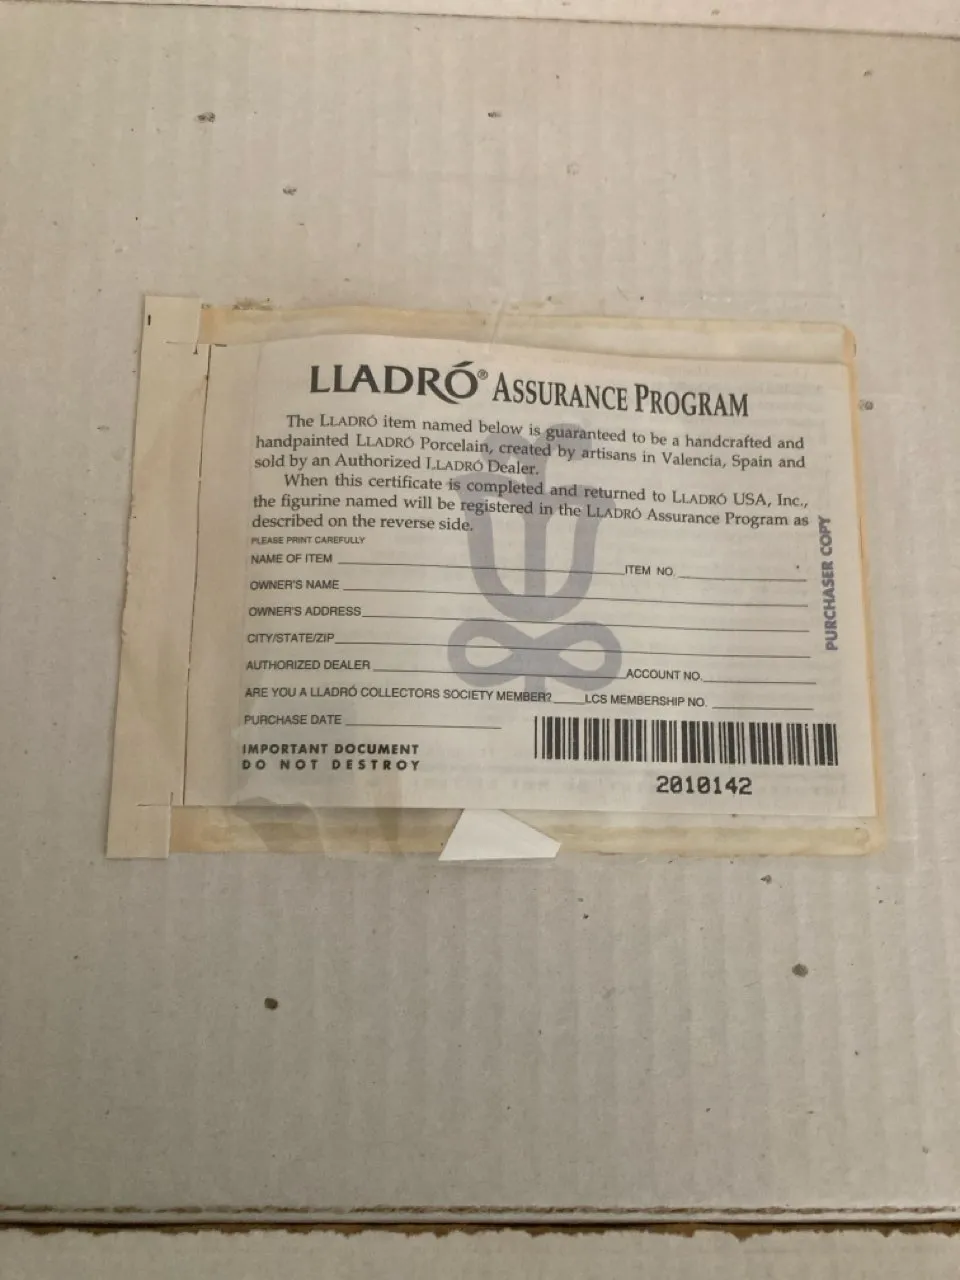 LLADRÓ® ASSURANCE PROGRAM
The LLADRÓ item named below is guaranteed to be a handcrafted and
handpainted LLADRÓ Porcelain, created by artisans in Valencia, Spain and
sold by an Authorized LLADRÓ Dealer.
When this certificate is completed and returned to LLADRÓ USA, Inc.,
the figurine named will be registered in the LLADRÓ Assurance Program as
described on the reverse side.
PLEASE PRINT CAREFULLY
NAME OF ITEM ITEM NO.
OWNER'S NAME
OWNER'S ADDRESS
CITY/STATE/ZIP
AUTHORIZED DEALER ACCOUNT NO.
ARE YOU A LLADRÓ COLLECTORS SOCIETY MEMBER? LCS MEMBERSHIP NO.
PURCHASE DATE
IMPORTANT DOCUMENT
DO NOT DESTROY
2010142
PURCHASER COPY